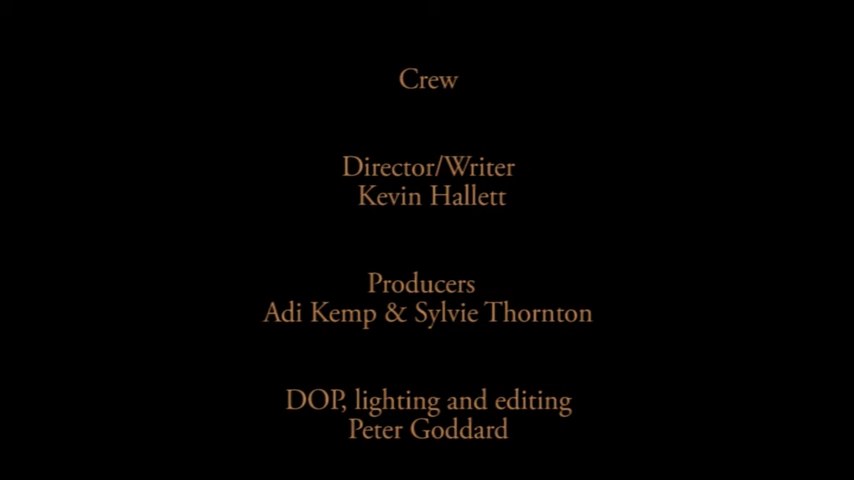 Crew
Director/Writer
Kevin Hallett
Producers
Adi Kemp & Sylvie Thornton
DOP, lighting and editing
Peter Goddard